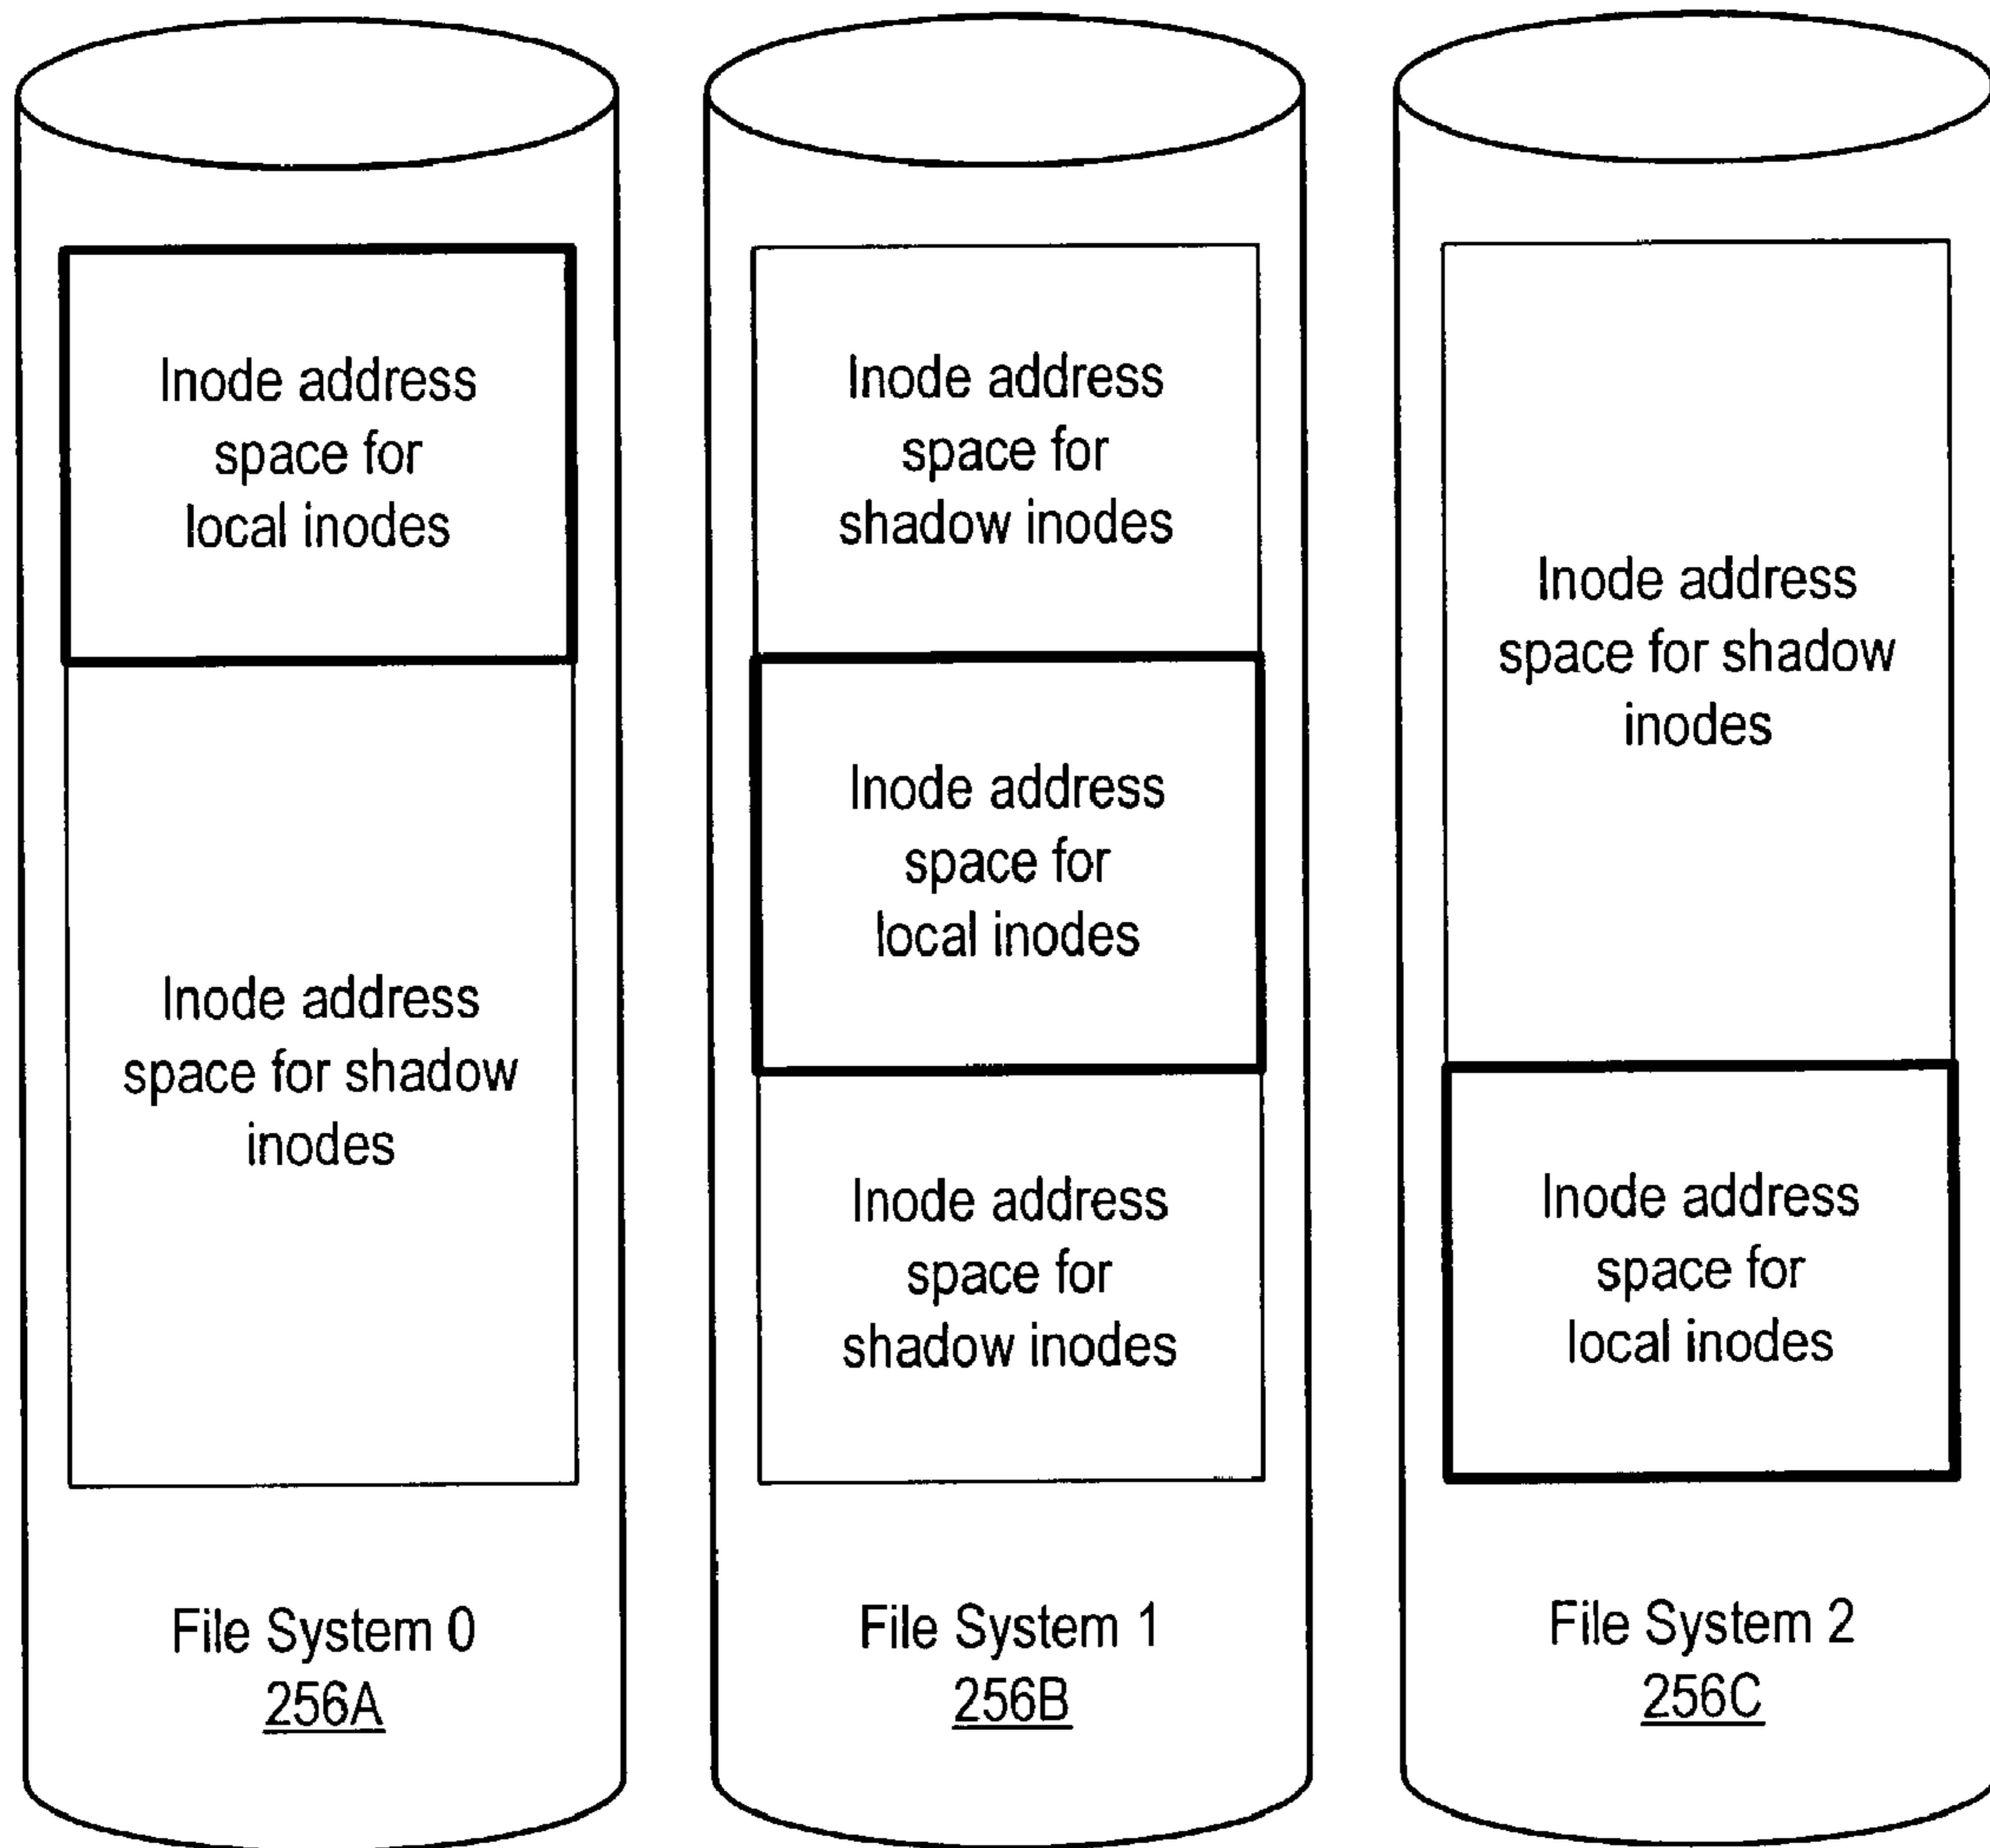 Inode address
space for
local inodes
Inode address
space for shadow
inodes
File System 0
256A
Inode address
space for
shadow inodes
Inode address
space for
local inodes
Inode address
space for
shadow inodes
File System 1
256B
Inode address
space for shadow
inodes
Inode address
space for
local inodes
File System 2
256C